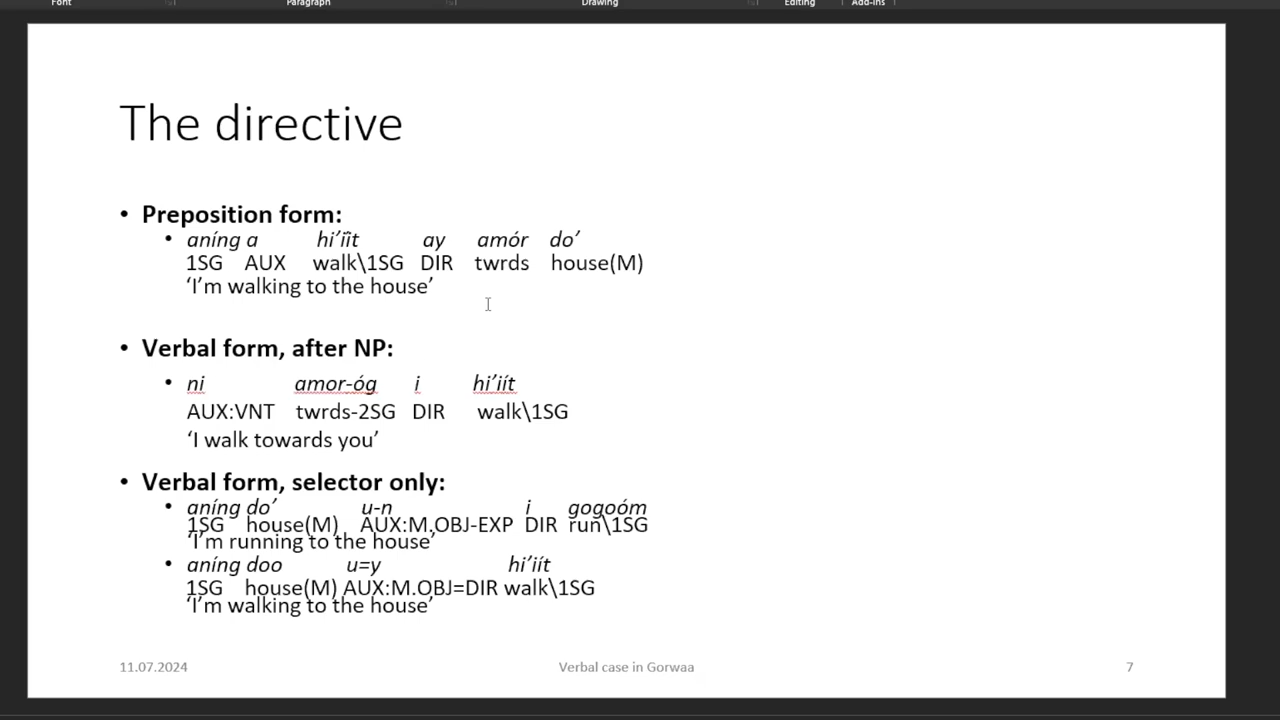 Font Paragraph Drawing Editing Add-ins
The directive
• Preposition form:
• aníng a hi’îît ay amór do’
1SG AUX walk\1SG DIR twrds house(M)
‘I’m walking to the house’
• Verbal form, after NP:
• ni amor-óg i hi’iít
AUX:VNT twrds-2SG DIR walk\1SG
‘I walk towards you’
• Verbal form, selector only:
• aníng do’ u-n i gogoóm
1SG house(M) AUX:M.OBJ-EXP DIR run\1SG
‘I’m running to the house’
• aníng doo u=y hi’iít
1SG house(M) AUX:M.OBJ=DIR walk\1SG
‘I’m walking to the house’
11.07.2024 Verbal case in Gorwaa 7